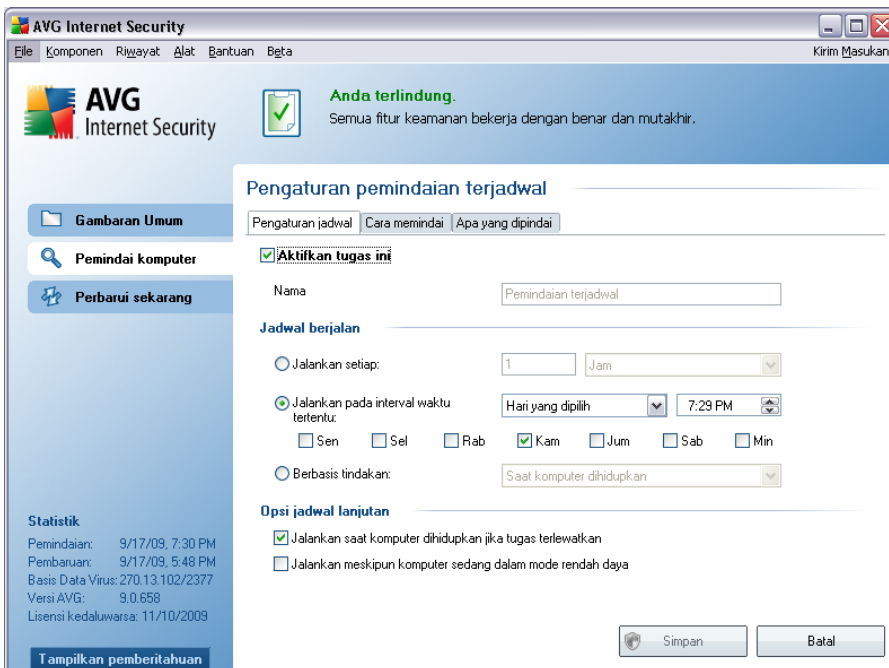 AVG Internet Security
File Komponen Riwayat Alat Bantuan Beta Kirim Masukan
AVG
Internet Security
Anda terlindung.
Semua fitur keamanan bekerja dengan benar dan mutakhir.
Gambaran Umum
Pemindai komputer
Perbarui sekarang
Pengaturan pemindaian terjadwal
Pengaturan jadwal Cara memindai Apa yang dipindai
Aktifkan tugas ini
Nama Pemindaian terjadwal
Jadwal berjalan
Jalankan setiap: 1 Jam
Jalankan pada interval waktu
tertentu:
Hari yang dipilih 7:29 PM
Sen Sel Rab Kam Jum Sab Min
Berbasis tindakan: Saat komputer dihidupkan
Opsi jadwal lanjutan
Jalankan saat komputer dihidupkan jika tugas terlewatkan
Jalankan meskipun komputer sedang dalam mode rendah daya
Statistik
Pemindaian: 9/17/09, 7:30 PM
Pembaruan: 9/17/09, 5:48 PM
Basis Data Virus: 270.13.102/2377
Versi AVG: 9.0.658
Lisensi kedaluwarsa: 11/10/2009
Tampilkan pemberitahuan
Simpan Batal